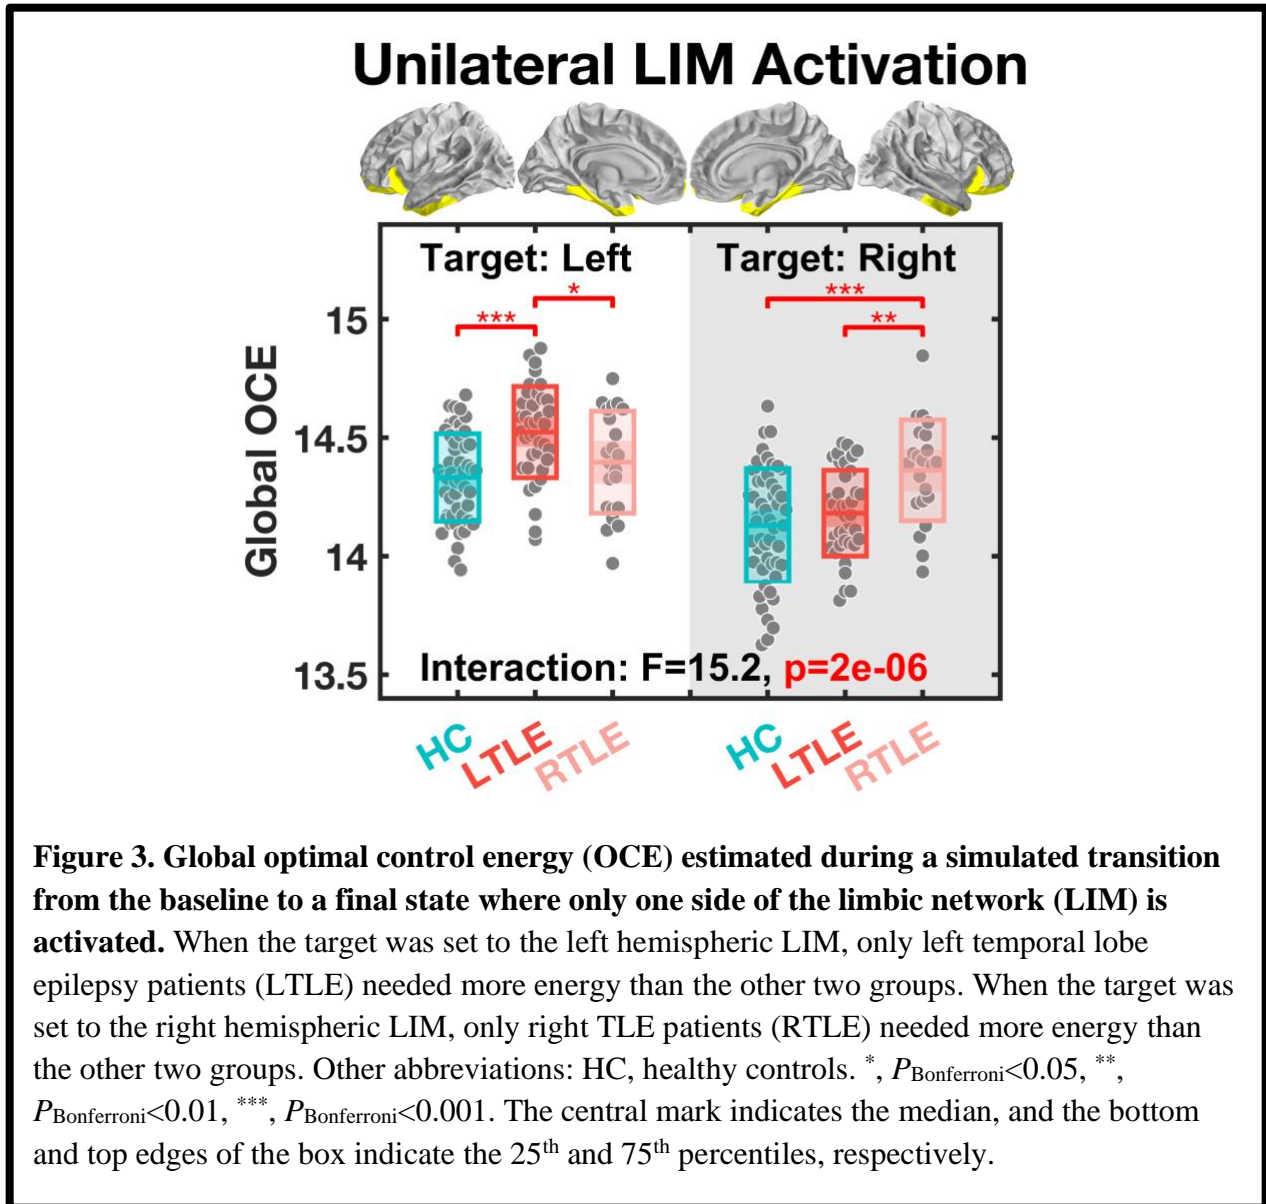 Unilateral LIM Activation
Target: Left
Target: Right
*
***
***
**
Global OCE
15
14.5
14
13.5
Interaction: F=15.2, p=2e-06
HC
LTLE
RTLE
HC
LTLE
RTLE
Figure 3. Global optimal control energy (OCE) estimated during a simulated transition
from the baseline to a final state where only one side of the limbic network (LIM) is
activated. When the target was set to the left hemispheric LIM, only left temporal lobe
epilepsy patients (LTLE) needed more energy than the other two groups. When the target was
set to the right hemispheric LIM, only right TLE patients (RTLE) needed more energy than
the other two groups. Other abbreviations: HC, healthy controls. *, PBonferroni<0.05, **,
PBonferroni<0.01, ***, PBonferroni<0.001. The central mark indicates the median, and the bottom
and top edges of the box indicate the 25th and 75th percentiles, respectively.